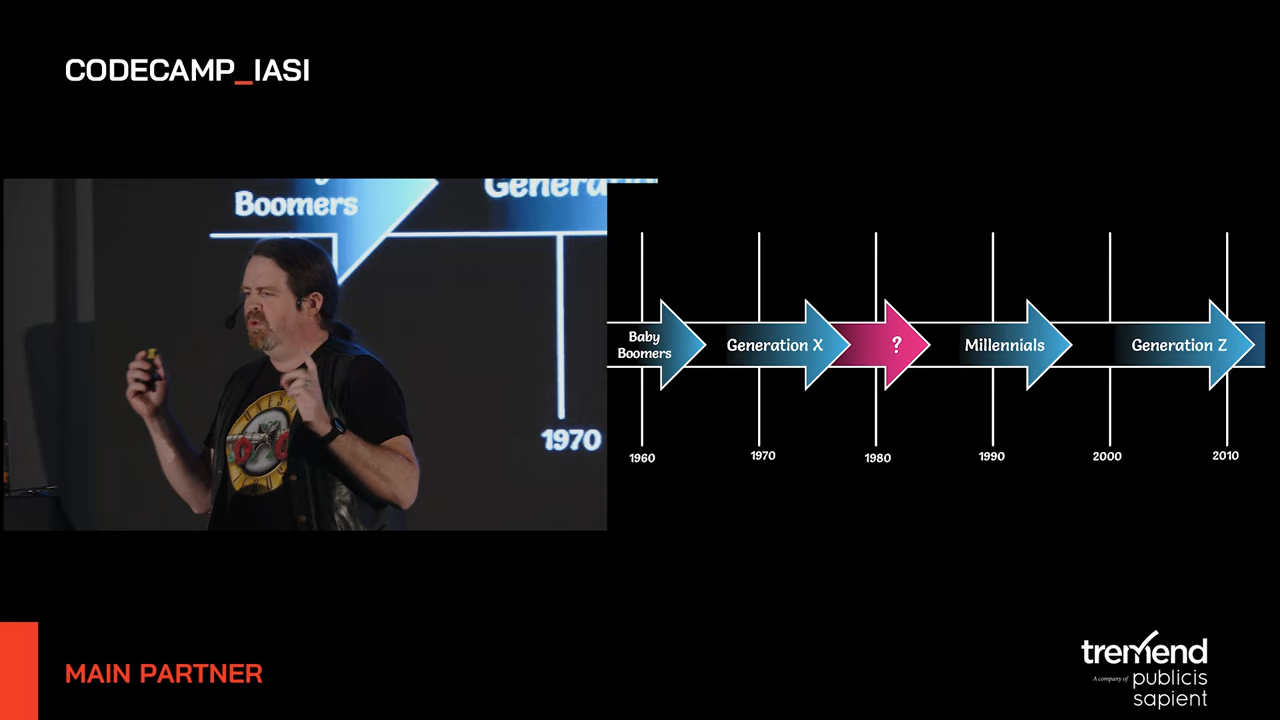 CODECAMP_IASI
Boomers
1970
Baby
Boomers
Generation X
?
Millennials
Generation Z
1960
1970
1980
1990
2000
2010
MAIN PARTNER
tremend
A company of publicis
sapient